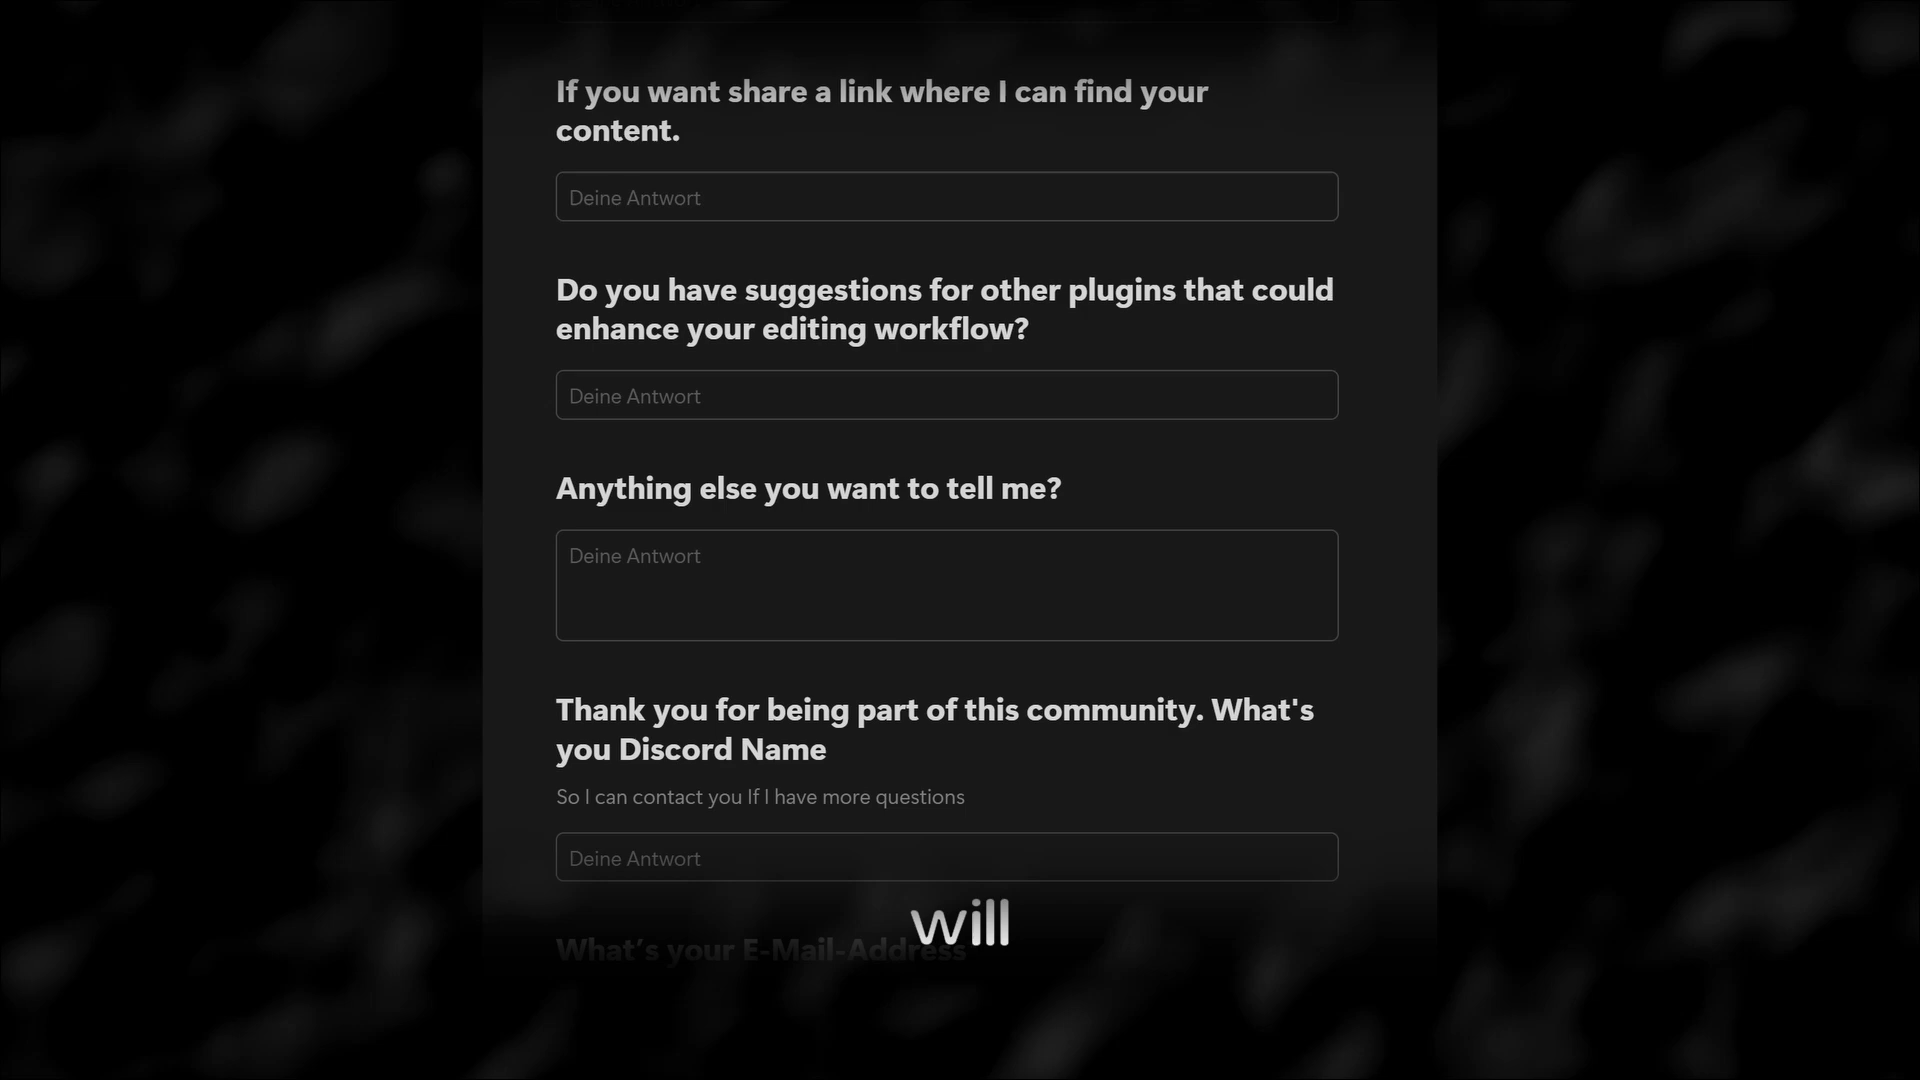 If you want share a link where I can find your
content.
Deine Antwort
Do you have suggestions for other plugins that could
enhance your editing workflow?
Deine Antwort
Anything else you want to tell me?
Deine Antwort
Thank you for being part of this community. What's
you Discord Name
So I can contact you If I have more questions
Deine Antwort
will
What's your E-Mail-Address